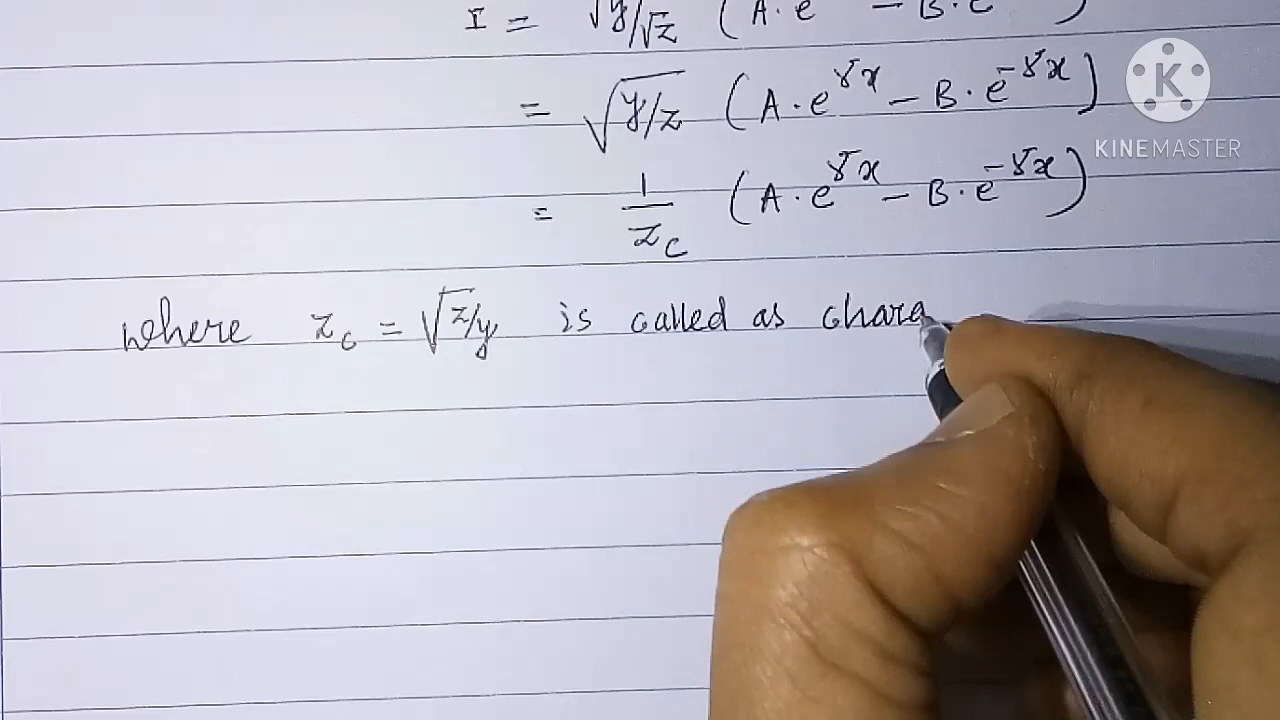 I = √y/√z (A·e − B·e )
= √y/z (A·e^γx − B·e^−γx)
= 1/z_c (A·e^γx − B·e^−γx)
where z_c = √z/y is called as chara
K
KINEMASTER